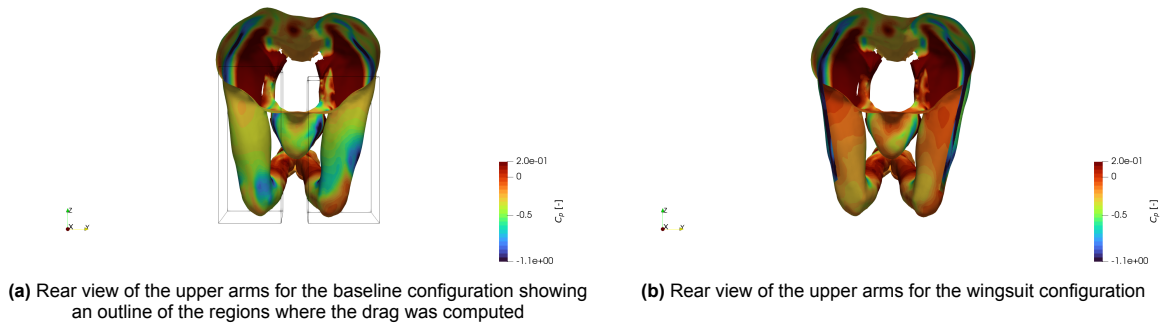 2.0e-01
0
-0.5
-1.1e+00
Cₚ [-]
Z
X Y
2.0e-01
0
-0.5
-1.1e+00
Cₚ [-]
Z
X Y
(a) Rear view of the upper arms for the baseline configuration showing
an outline of the regions where the drag was computed
(b) Rear view of the upper arms for the wingsuit configuration